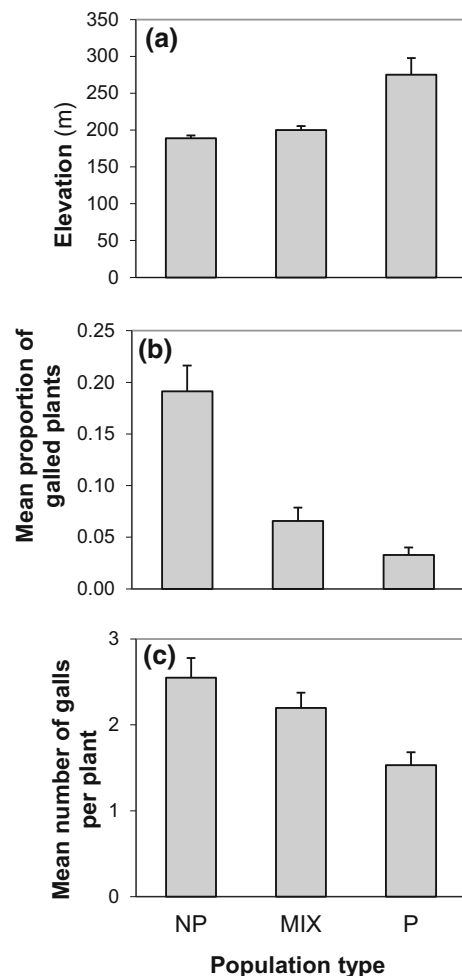 (a)
350
300
250
200
150
100
50
0
Elevation (m)
(b)
0.25
0.20
0.15
0.10
0.05
0.00
Mean proportion of
galled plants
(c)
3
2
1
0
Mean number of galls
per plant
NP MIX P
Population type